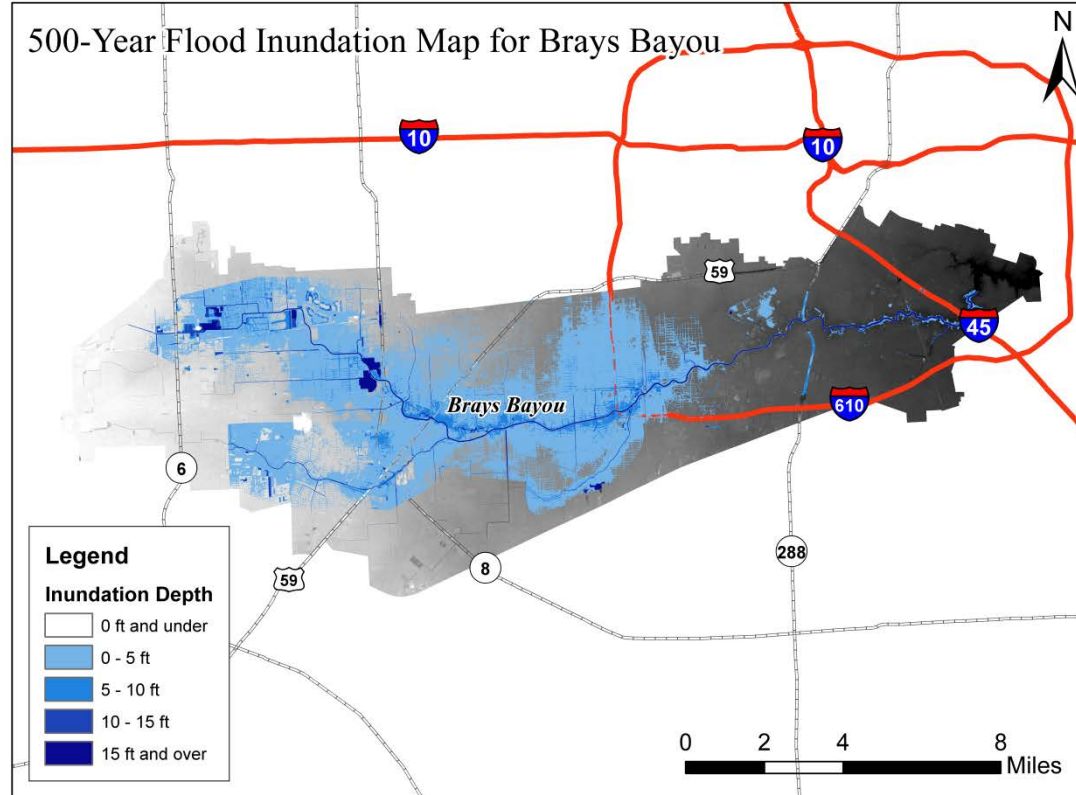 500-Year Flood Inundation Map for Brays Bayou
N
10
10
59
45
Brays Bayou
610
6
288
8
59
Legend
Inundation Depth
0 ft and under
0 - 5 ft
5 - 10 ft
10 - 15 ft
15 ft and over
0 2 4 8
Miles